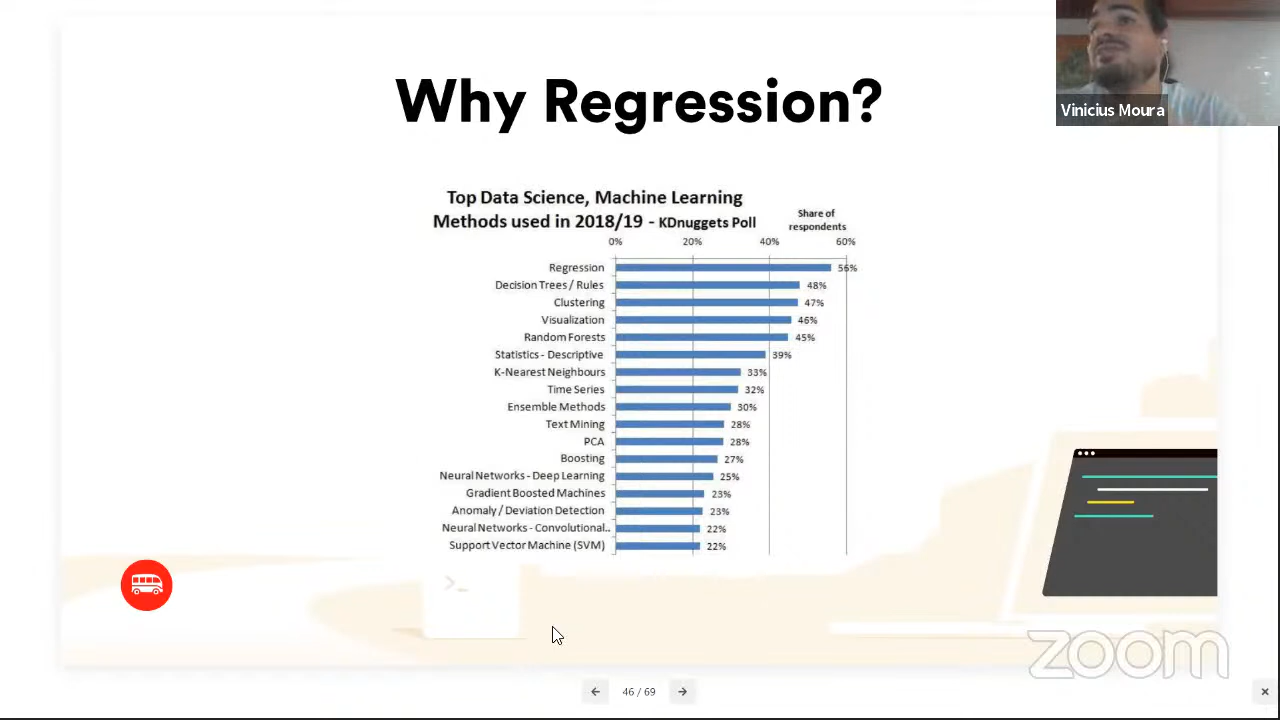 Why Regression?
Vinicius Moura
Top Data Science, Machine Learning
Methods used in 2018/19 - KDnuggets Poll
Share of
respondents
0% 20% 40% 60%
Regression 56%
Decision Trees / Rules 48%
Clustering 47%
Visualization 46%
Random Forests 45%
Statistics - Descriptive 39%
K-Nearest Neighbours 33%
Time Series 32%
Ensemble Methods 30%
Text Mining 28%
PCA 28%
Boosting 27%
Neural Networks - Deep Learning 25%
Gradient Boosted Machines 23%
Anomaly / Deviation Detection 23%
Neural Networks - Convolutional.. 22%
Support Vector Machine (SVM) 22%
>_
zoom
46 / 69